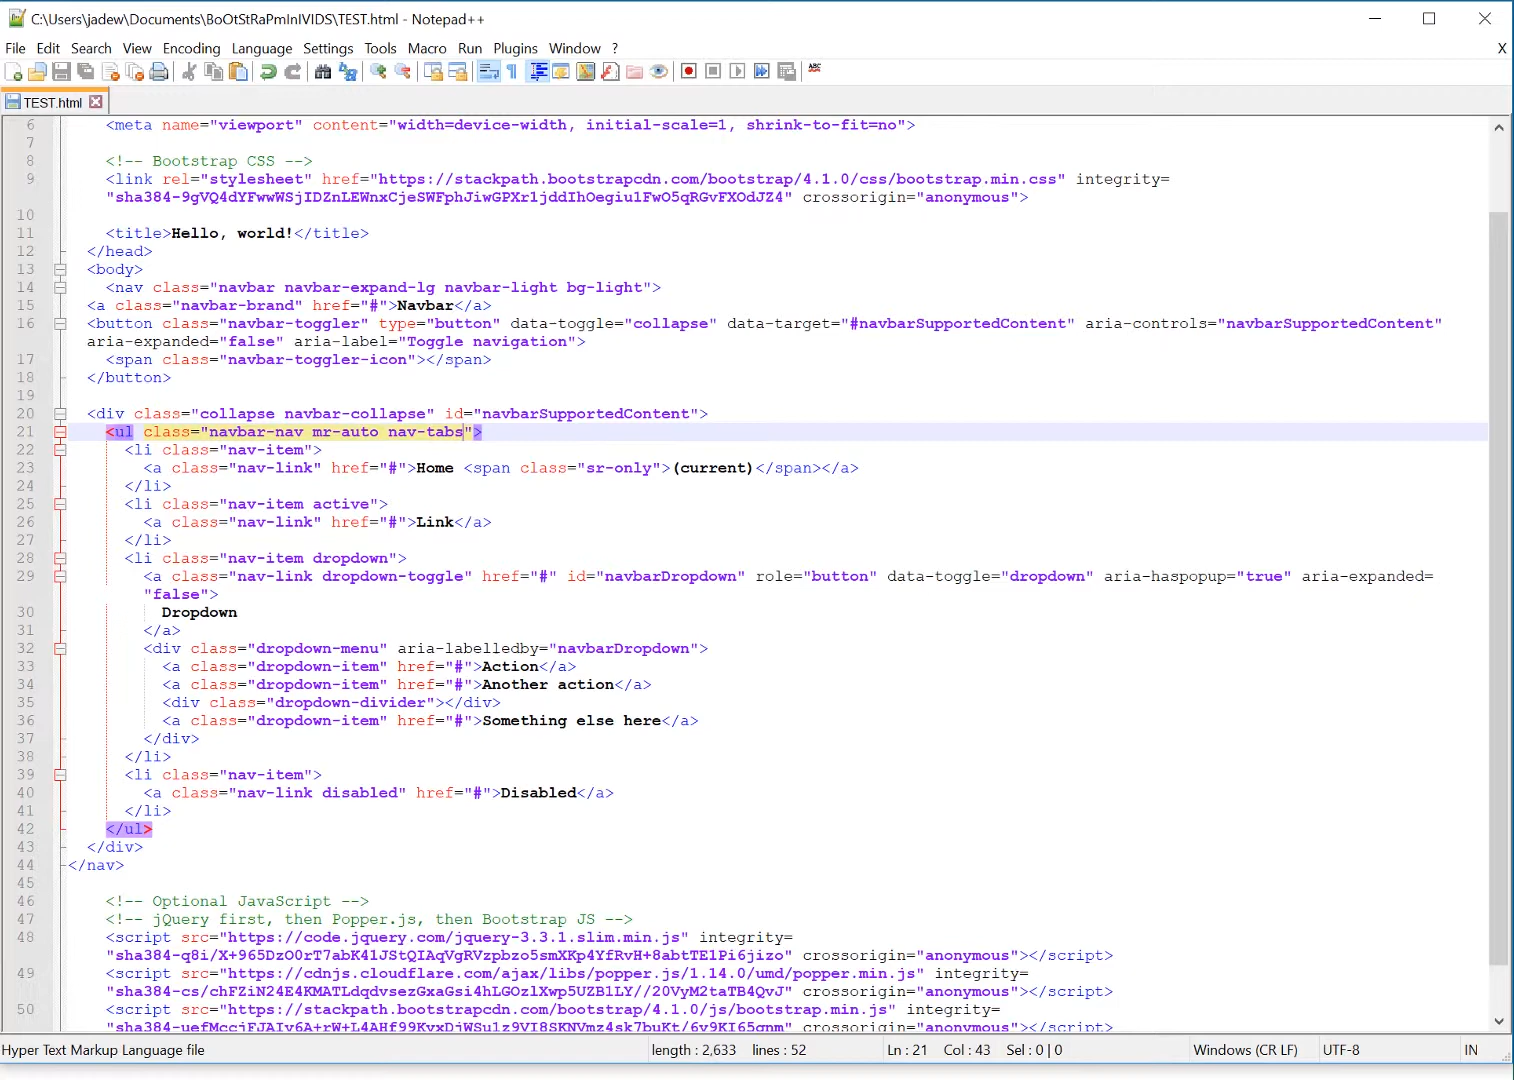 C:\Users\jadew\Documents\BoOtStRaPmInIVIDS\TEST.html - Notepad++
File Edit Search View Encoding Language Settings Tools Macro Run Plugins Window ? X
ABC
TEST.html
6 <meta name="viewport" content="width=device-width, initial-scale=1, shrink-to-fit=no">
7
8 <!-- Bootstrap CSS -->
9 <link rel="stylesheet" href="https://stackpath.bootstrapcdn.com/bootstrap/4.1.0/css/bootstrap.min.css" integrity=
"sha384-9gVQ4dYFwwWSjIDZnLEWnxCjeSWFphJiwGPXr1jddIhOegiu1FwO5qRGvFXOdJZ4" crossorigin="anonymous">
10
11 <title>Hello, world!</title>
12 </head>
13 <body>
14 <nav class="navbar navbar-expand-lg navbar-light bg-light">
15 <a class="navbar-brand" href="#">Navbar</a>
16 <button class="navbar-toggler" type="button" data-toggle="collapse" data-target="#navbarSupportedContent" aria-controls="navbarSupportedContent"
aria-expanded="false" aria-label="Toggle navigation">
17 <span class="navbar-toggler-icon"></span>
18 </button>
19
20 <div class="collapse navbar-collapse" id="navbarSupportedContent">
21 <ul class="navbar-nav mr-auto nav-tabs">
22 <li class="nav-item">
23 <a class="nav-link" href="#">Home <span class="sr-only">(current)</span></a>
24 </li>
25 <li class="nav-item active">
26 <a class="nav-link" href="#">Link</a>
27 </li>
28 <li class="nav-item dropdown">
29 <a class="nav-link dropdown-toggle" href="#" id="navbarDropdown" role="button" data-toggle="dropdown" aria-haspopup="true" aria-expanded=
"false">
30 Dropdown
31 </a>
32 <div class="dropdown-menu" aria-labelledby="navbarDropdown">
33 <a class="dropdown-item" href="#">Action</a>
34 <a class="dropdown-item" href="#">Another action</a>
35 <div class="dropdown-divider"></div>
36 <a class="dropdown-item" href="#">Something else here</a>
37 </div>
38 </li>
39 <li class="nav-item">
40 <a class="nav-link disabled" href="#">Disabled</a>
41 </li>
42 </ul>
43 </div>
44 </nav>
45
46 <!-- Optional JavaScript -->
47 <!-- jQuery first, then Popper.js, then Bootstrap JS -->
48 <script src="https://code.jquery.com/jquery-3.3.1.slim.min.js" integrity=
"sha384-q8i/X+965DzO0rT7abK41JStQIAqVgRVzpbzo5smXKp4YfRvH+8abtTE1Pi6jizo" crossorigin="anonymous"></script>
49 <script src="https://cdnjs.cloudflare.com/ajax/libs/popper.js/1.14.0/umd/popper.min.js" integrity=
"sha384-cs/chFZiN24E4KMATLdqdvsezGxaGsi4hLGOzlXwp5UZB1LY//20VyM2taTB4QvJ" crossorigin="anonymous"></script>
50 <script src="https://stackpath.bootstrapcdn.com/bootstrap/4.1.0/js/bootstrap.min.js" integrity=
"sha384-uefMccjFJAIv6A+rW+L4AHf99KvxDjWSu1z9VI8SKNVmz4sk7buKt/6v9KI65qnm" crossorigin="anonymous"></script>
Hyper Text Markup Language file length : 2,633 lines : 52 Ln : 21 Col : 43 Sel : 0 | 0 Windows (CR LF) UTF-8 IN